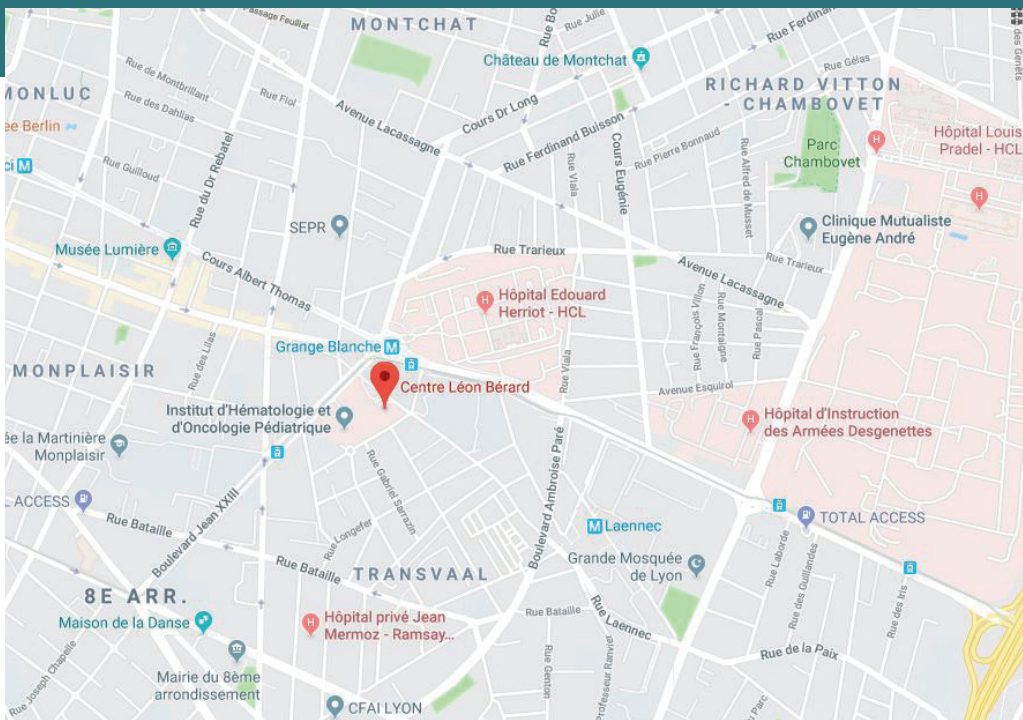 Passage Feuillat
MONTCHAT
Rue Julie
Rue Ferdinand
des Genêts
Château de Montchat
Rue Gélas
Rue de Montbrillant
MONLUC
Rue des Dahlias
Rue Fiol
Avenue Lacassagne
Cours Dr Long
RICHARD VITTON
- CHAMBOVET
Berlin
Rue du Dr Rebatel
Rue Ferdinand Buisson
Cours Eugénie
Rue Pierre Bonnaud
Rue Alfred de Musset
Parc
Chambovet
H
Hôpital Louis
Pradel - HCL
M
Rue Guilloud
Rue Viala
H
SEPR
Clinique Mutualiste
Eugène André
Musée Lumière
Cours Albert Thomas
Rue Trarieux
Avenue Lacassagne
Rue Trarieux
H
Hôpital Edouard
Herriot - HCL
Rue François Villon
Rue Montaigne
Rue Pascal
Grange Blanche M
Rue des Lilas
MONPLAISIR
Rue Viala
Centre Léon Bérard
Avenue Esquirol
Institut d'Hématologie et
d'Oncologie Pédiatrique
H
Hôpital d'Instruction
des Armées Desgenettes
la Martinière
Monplaisir
Rue Gabriel Sarrazin
Boulevard Ambroise Paré
ACCESS
Rue Bataille
Boulevard Jean XXIII
Rue Longefer
M Laennec
TOTAL ACCESS
Rue Bataille
TRANSVAAL
Grande Mosquée
de Lyon
Rue Laborde
Rue des Guillandes
Rue des Iris
8E ARR.
Maison de la Danse
H
Hôpital privé Jean
Mermoz - Ramsay...
Rue Bataille
Rue Laennec
Rue de la Paix
Rue Joseph Chapelle
Mairie du 8ème
arrondissement
Rue Genton
Professeur Ranvier
CFAI LYON